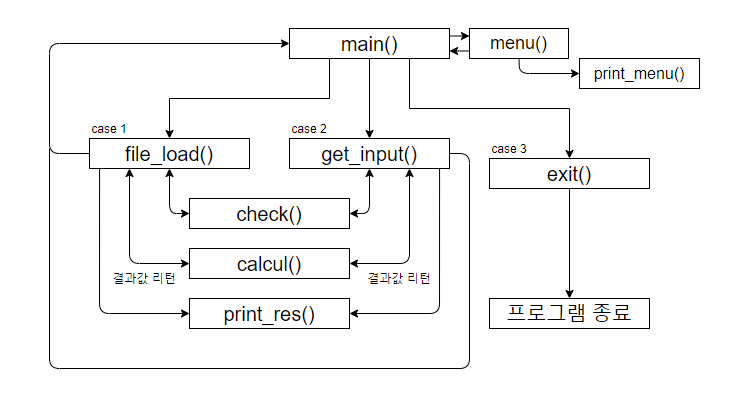 main()
menu()
print_menu()
case 1
case 2
case 3
file_load()
get_input()
exit()
check()
calcul()
결과값 리턴
결과값 리턴
print_res()
프로그램 종료